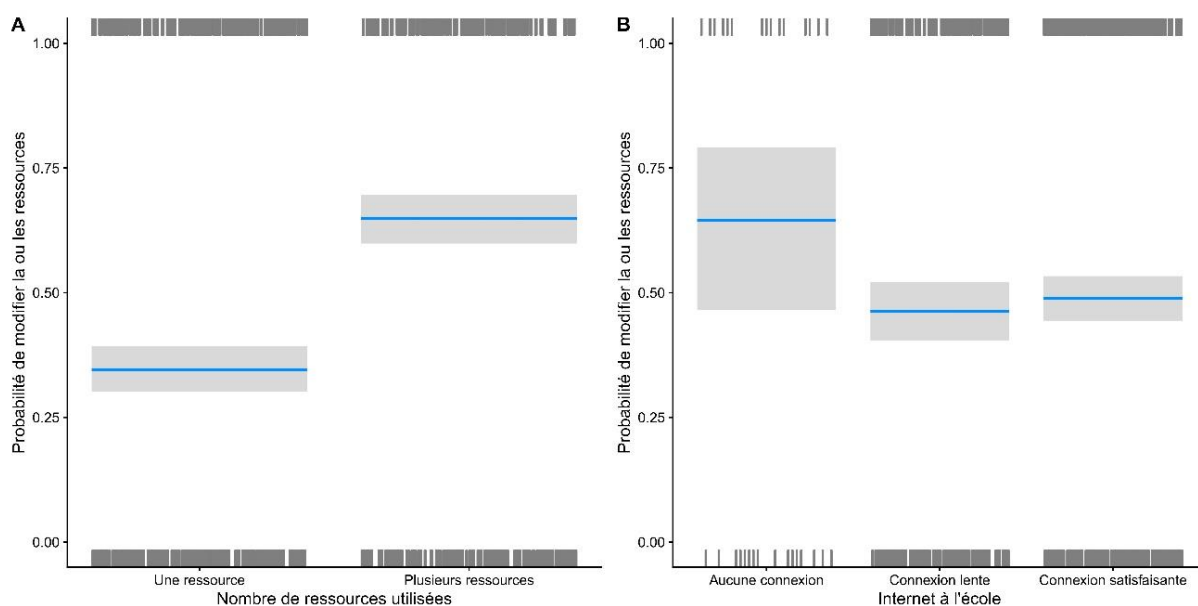 A
Probabilité de modifier la ou les ressources
1.00
0.75
0.50
0.25
0.00
Une ressource
Plusieurs ressources
Nombre de ressources utilisées
B
Probabilité de modifier la ou les ressources
1.00
0.75
0.50
0.25
0.00
Aucune connexion
Connexion lente
Connexion satisfaisante
Internet à l'école